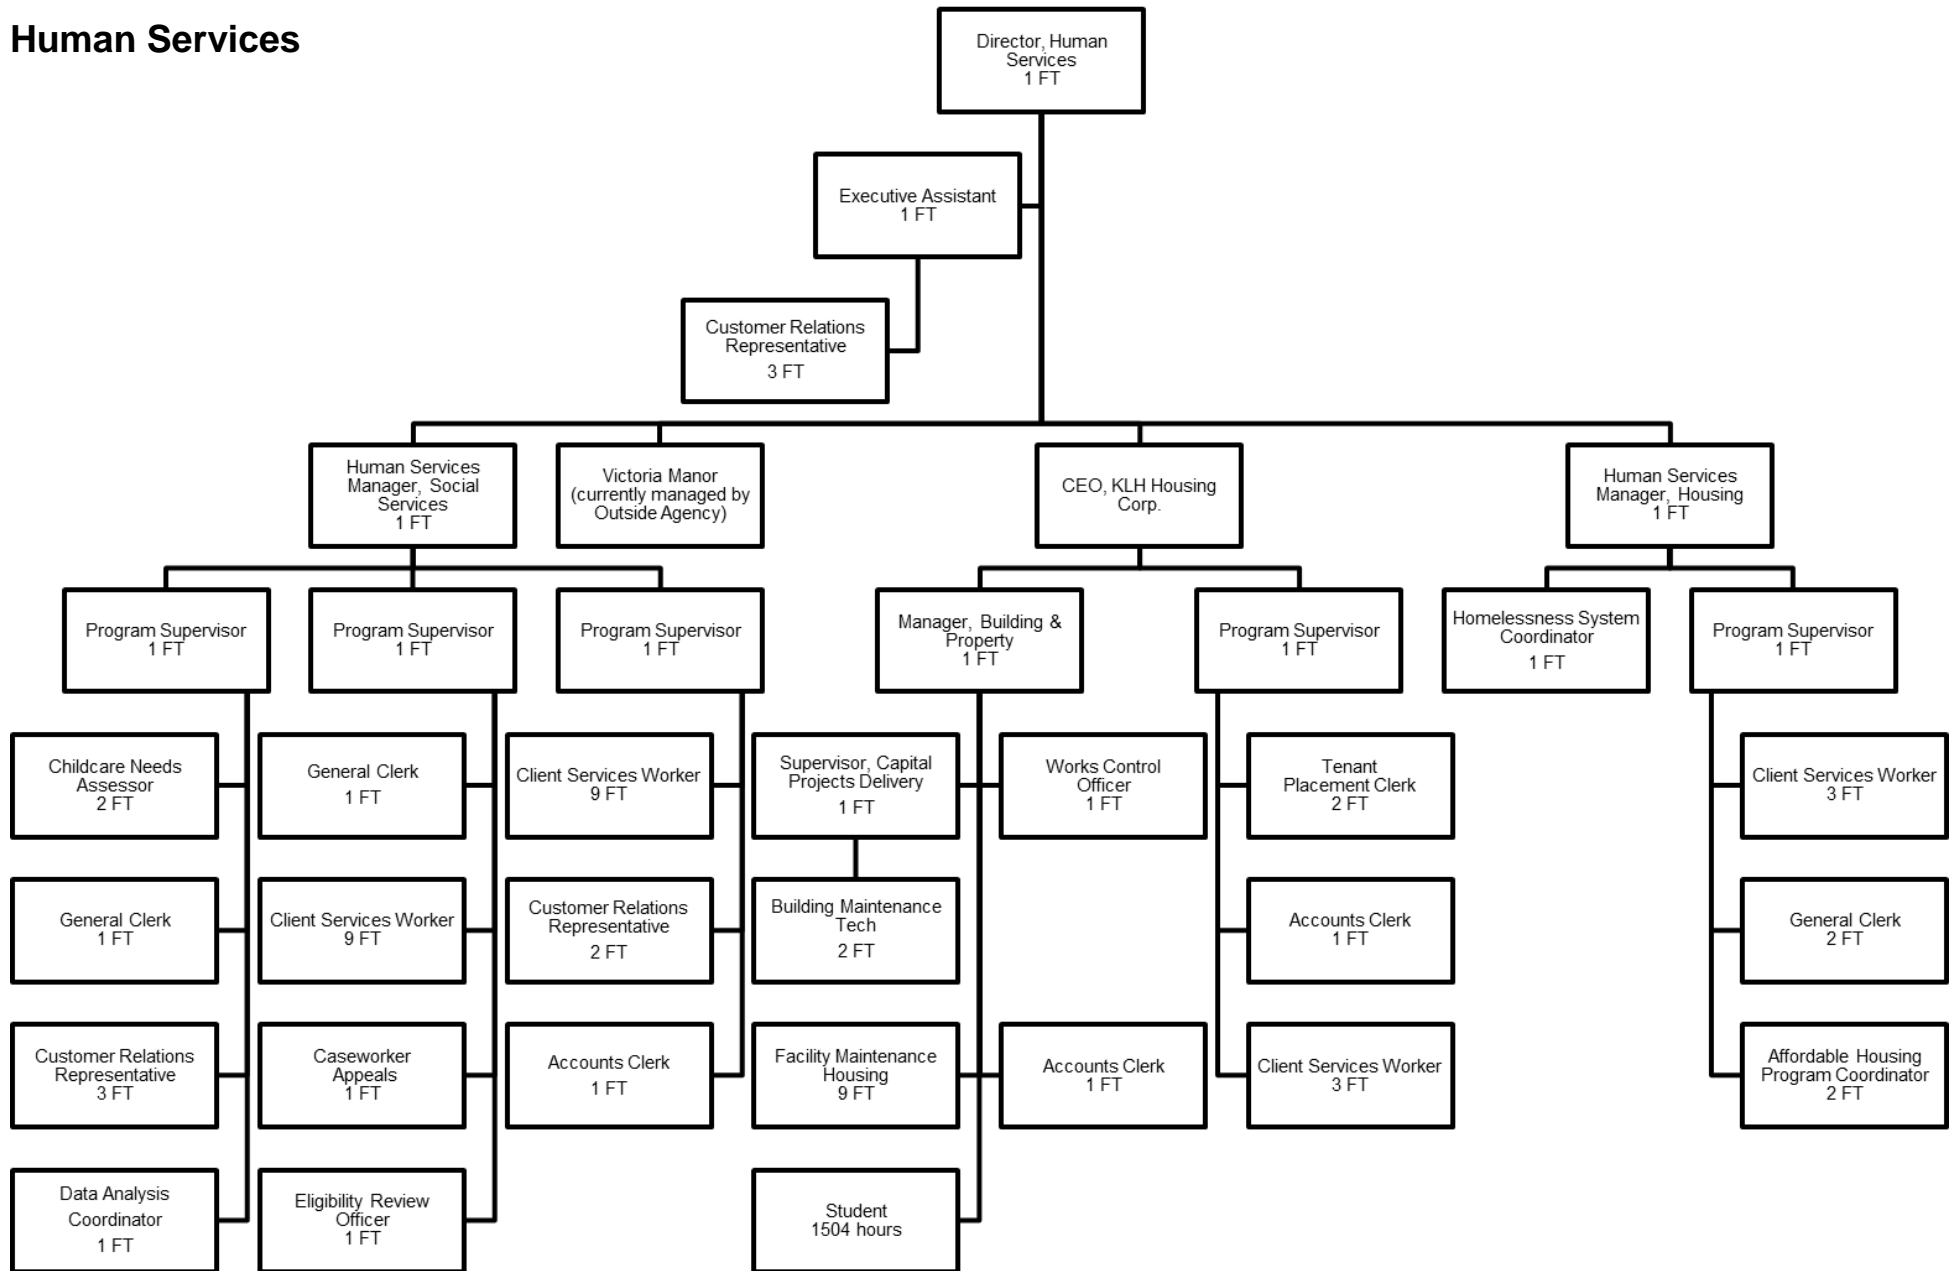 Human Services
Director, Human
Services
1 FT
Executive Assistant
1 FT
Customer Relations
Representative
3 FT
Human Services
Manager, Social
Services
1 FT
Victoria Manor
(currently managed by
Outside Agency)
CEO, KLH Housing
Corp.
Human Services
Manager, Housing
1 FT
Program Supervisor
1 FT
Program Supervisor
1 FT
Program Supervisor
1 FT
Manager, Building &
Property
1 FT
Program Supervisor
1 FT
Homelessness System
Coordinator
1 FT
Program Supervisor
1 FT
Childcare Needs
Assessor
2 FT
General Clerk
1 FT
Client Services Worker
9 FT
Supervisor, Capital
Projects Delivery
1 FT
Works Control
Officer
1 FT
Tenant
Placement Clerk
2 FT
Client Services Worker
3 FT
General Clerk
1 FT
Client Services Worker
9 FT
Customer Relations
Representative
2 FT
Building Maintenance
Tech
2 FT
Accounts Clerk
1 FT
General Clerk
2 FT
Customer Relations
Representative
3 FT
Caseworker
Appeals
1 FT
Accounts Clerk
1 FT
Facility Maintenance
Housing
9 FT
Accounts Clerk
1 FT
Client Services Worker
3 FT
Affordable Housing
Program Coordinator
2 FT
Data Analysis
Coordinator
1 FT
Eligibility Review
Officer
1 FT
Student
1504 hours